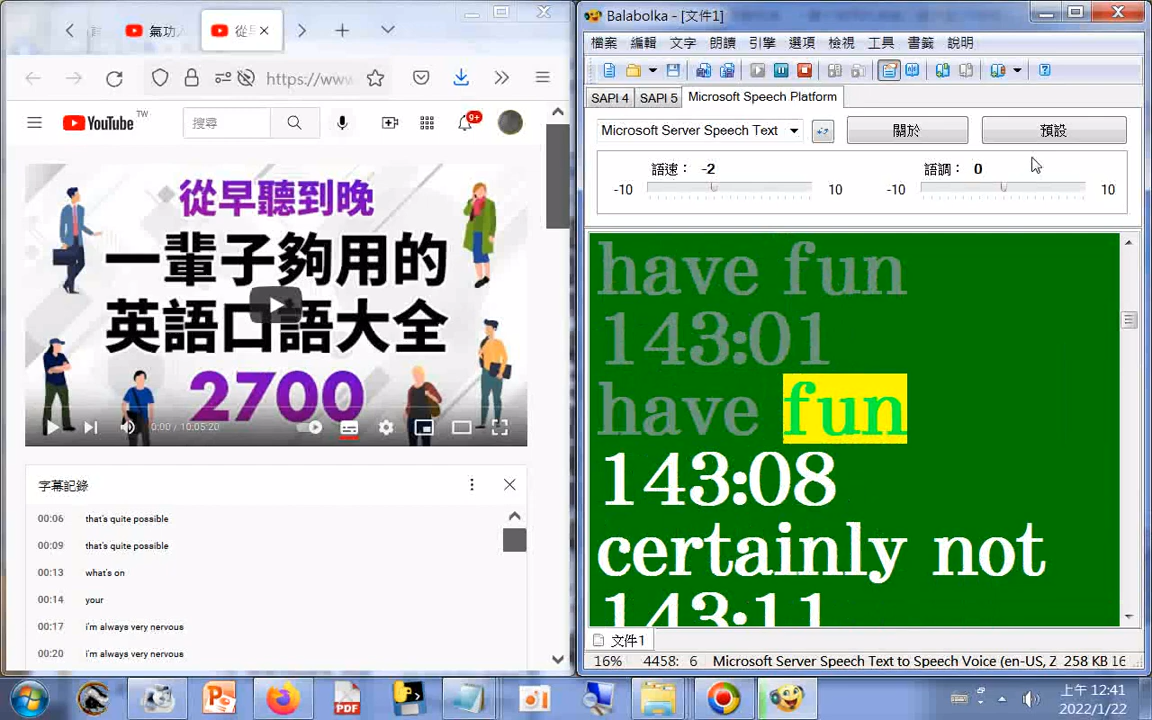 氣功
從
https://www
YouTube TW
搜尋
9+
從早聽到晚
一輩子夠用的
英語口語大全
2700
0:00 / 10:05:20
字幕記錄
00:06 that's quite possible
00:09 that's quite possible
00:13 what's on
00:14 your
00:17 i'm always very nervous
00:20 i'm always very nervous
Balabolka - [文件1]
檔案 編輯 文字 朗讀 引擎 選項 檢視 工具 書籤 說明
SAPI 4 SAPI 5 Microsoft Speech Platform
Microsoft Server Speech Text 關於 預設
語速： -2 語調： 0
-10 10 -10 10
have fun
143:01
have fun
143:08
certainly not
143:11
文件1
16% 4458: 6 Microsoft Server Speech Text to Speech Voice (en-US, Z 258 KB 16
PDF
上午 12:41
2022/1/22